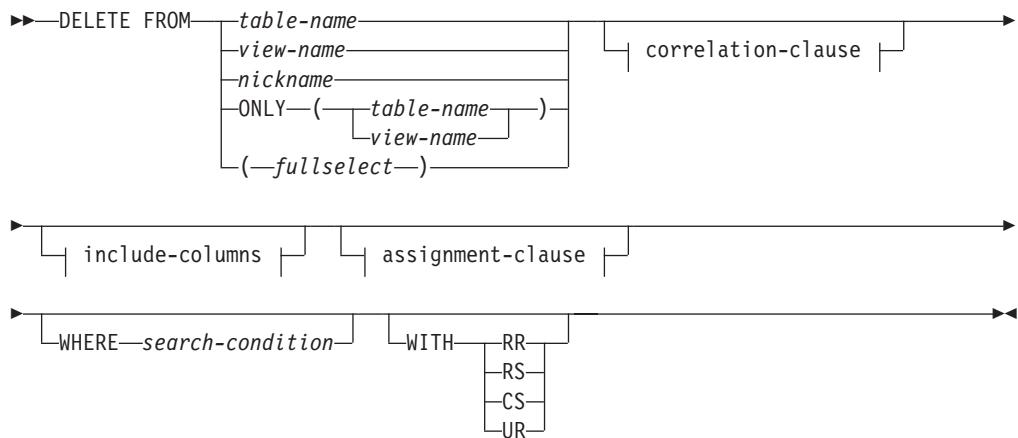 DELETE FROM table-name correlation-clause
view-name
nickname
ONLY ( table-name )
view-name
( fullselect )
include-columns assignment-clause
WHERE search-condition WITH RR
RS
CS
UR